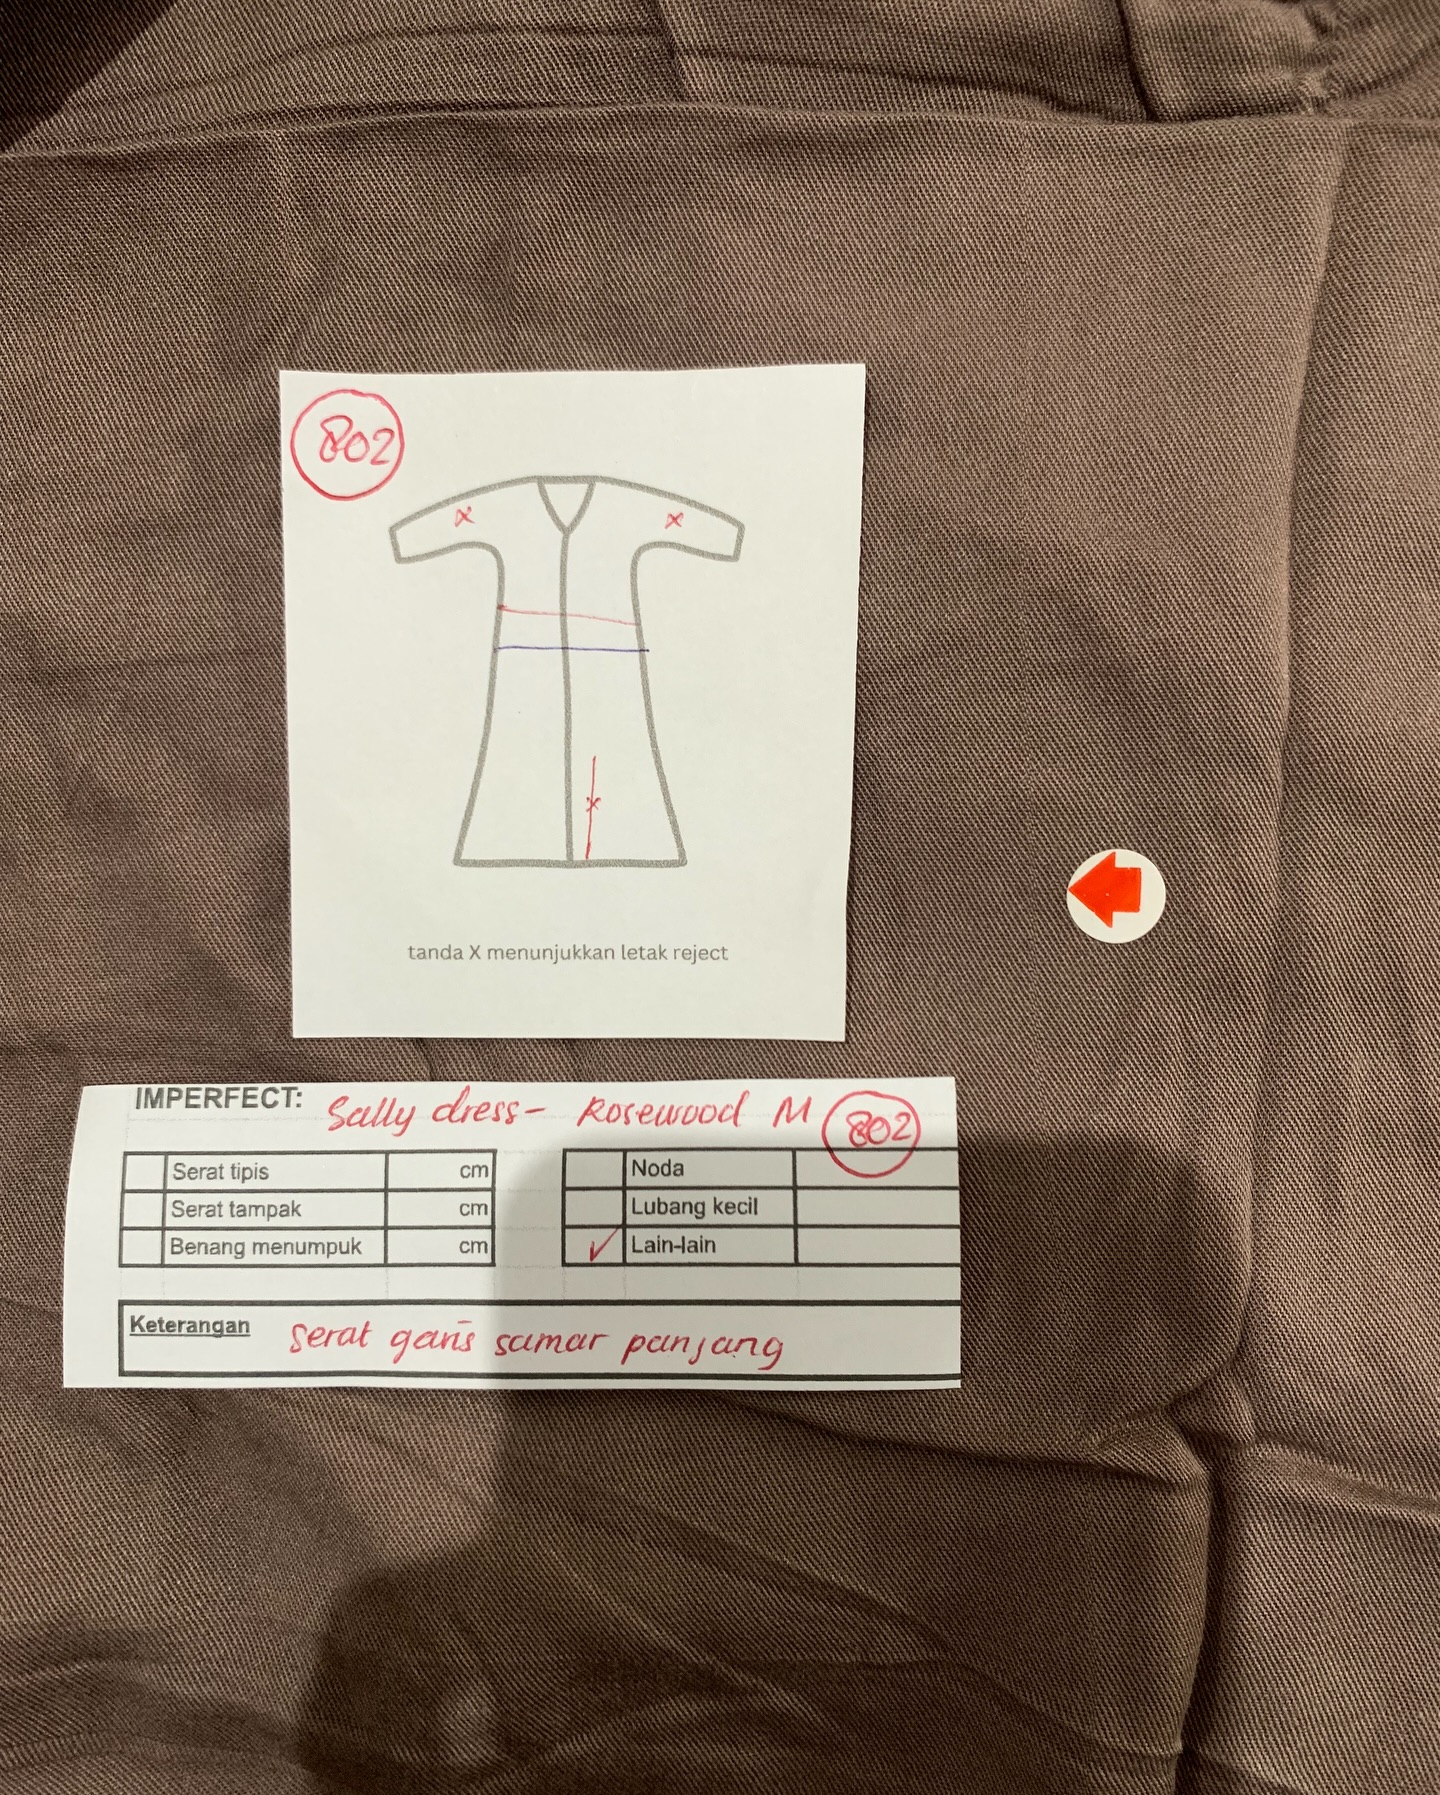 802
tanda X menunjukkan letak reject
IMPERFECT: Sally dress - Rosewood M 802
Serat tipis cm Noda
Serat tampak cm Lubang kecil
Benang menumpuk cm ✓ Lain-lain
Keterangan serat garis samar panjang